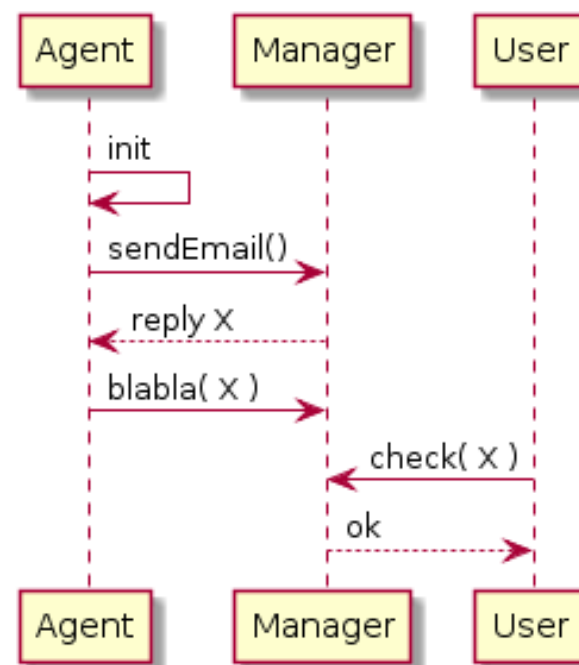 Agent Manager User
init
sendEmail()
reply X
blabla( X )
check( X )
ok
Agent Manager User